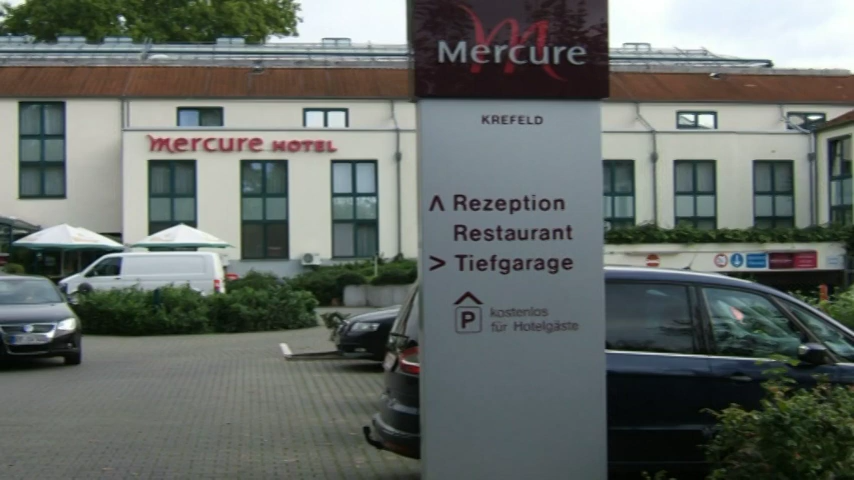 Mercure
KREFELD
mercure HOTEL
Λ Rezeption
Restaurant
> Tiefgarage
P kostenlos
für Hotelgäste